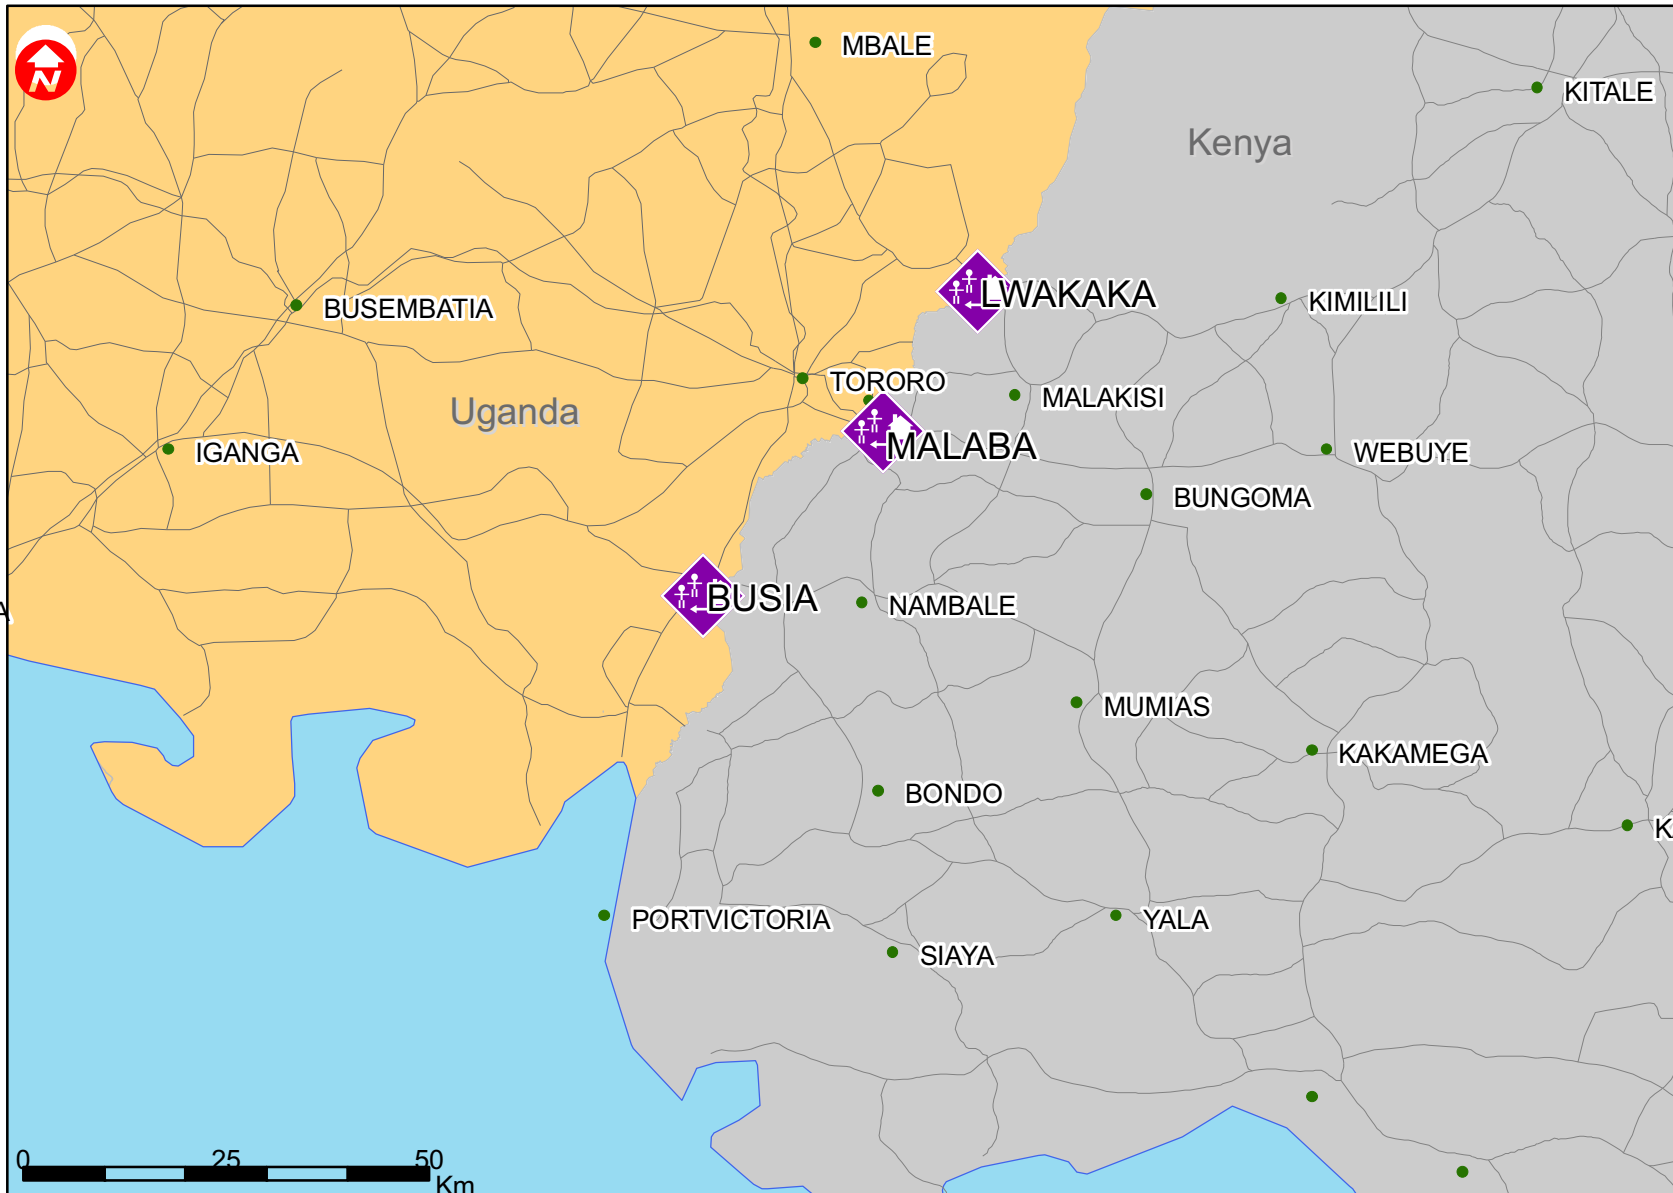 N
MBALE
KITALE
Kenya
LWAKAKA
BUSEMBATIA
KIMILILI
TORORO
MALAKISI
Uganda
MALABA
IGANGA
WEBUYE
BUNGOMA
BUSIA
NAMBALE
A
MUMIAS
KAKAMEGA
BONDO
K
PORTVICTORIA
YALA
SIAYA
0 25 50
Km